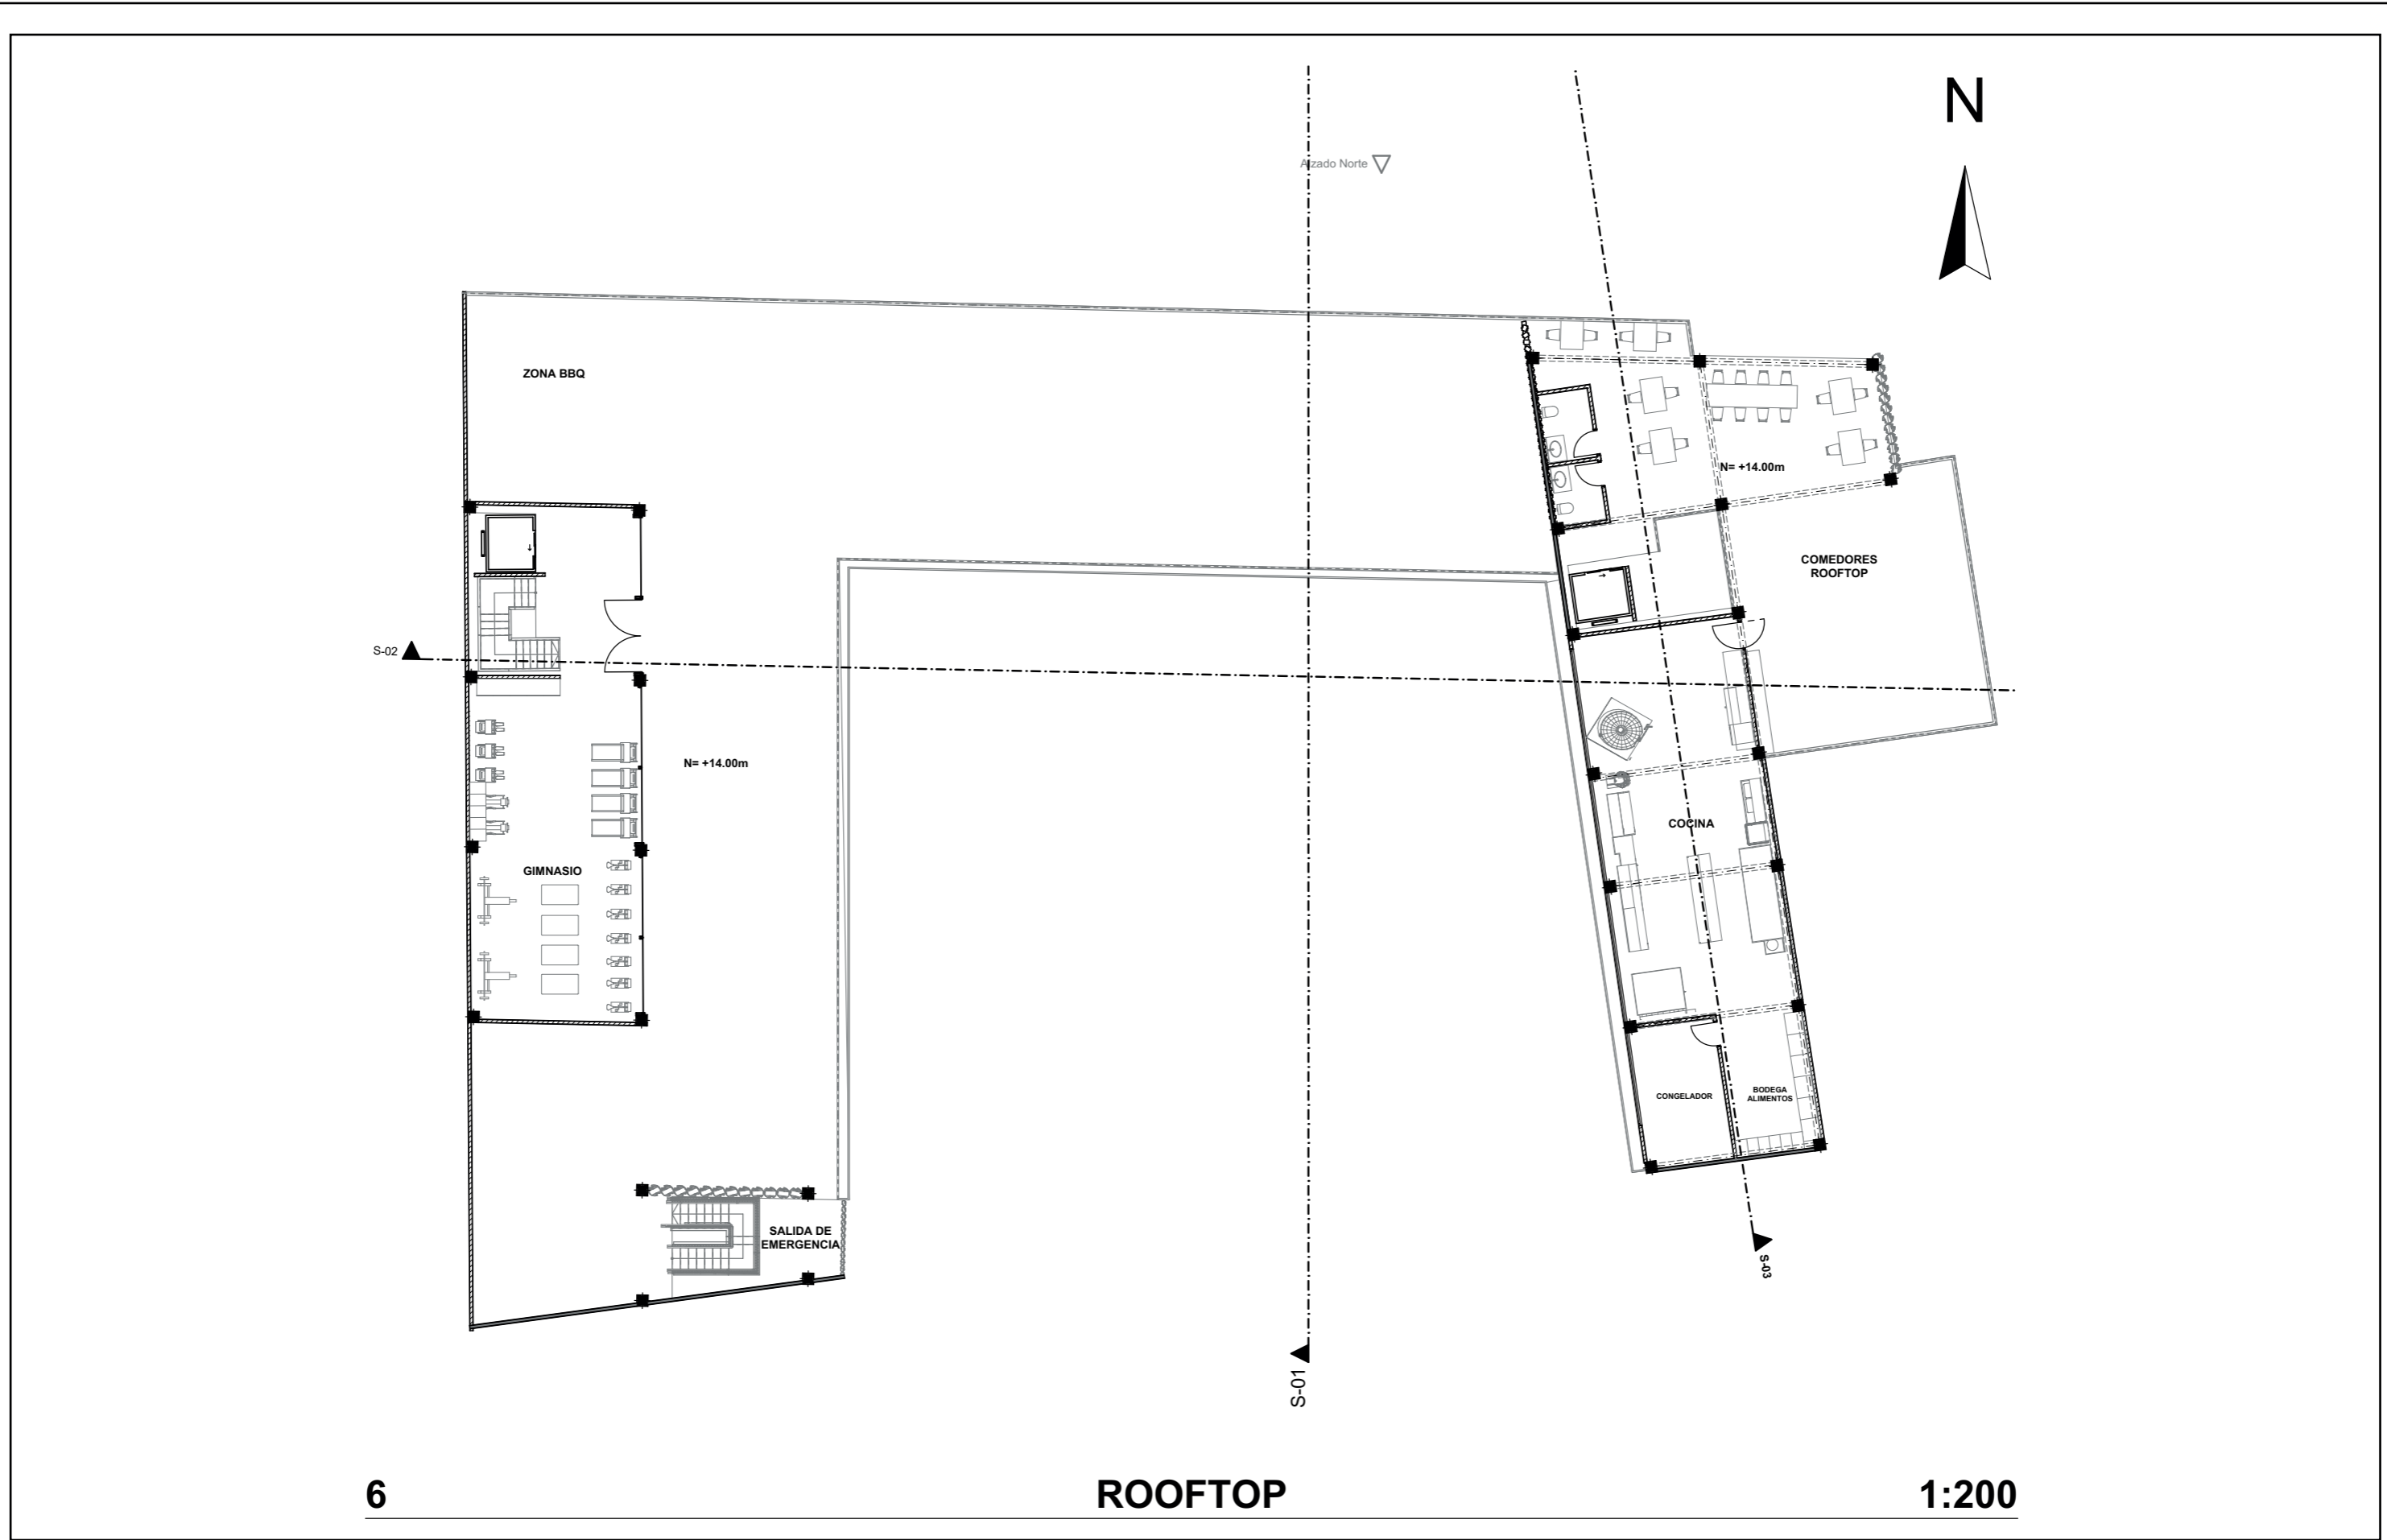 N
Alzado Norte
ZONA BBQ
N= +14.00m
COMEDORES
ROOFTOP
S-02
N= +14.00m
COCINA
GIMNASIO
CONGELADOR
BODEGA
ALIMENTOS
SALIDA DE
EMERGENCIA
S-03
S-01
6
ROOFTOP
1:200